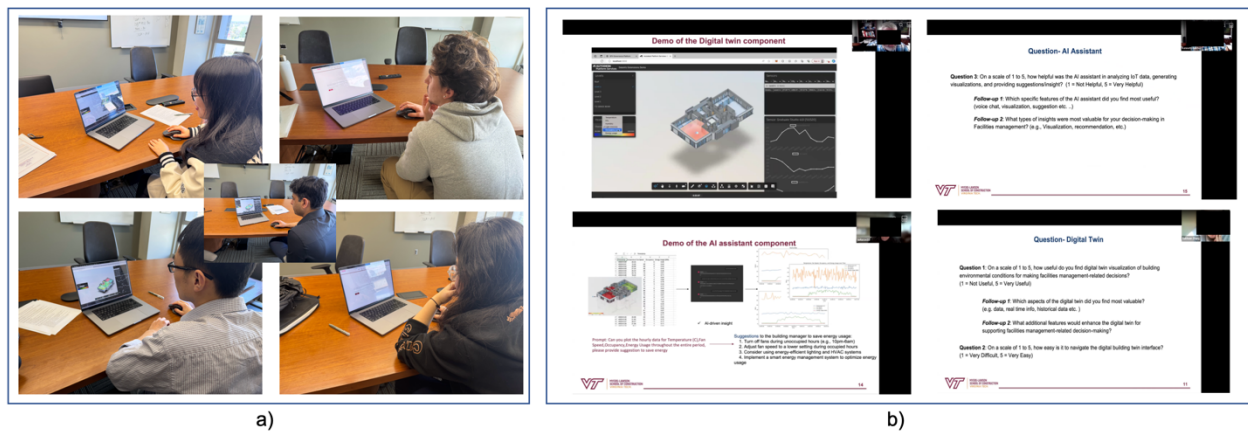 Demo of the Digital twin component
Question- AI Assistant
Question 3: On a scale of 1 to 5, how helpful was the AI assistant in analyzing IoT data, generating
visualizations, and providing suggestions/insight? (1 = Not Helpful, 5 = Very Helpful)
Follow-up 1: Which specific features of the AI assistant did you find most useful?
(voice chat, visualization, suggestion etc. ..)
Follow-up 2: What types of insights were most valuable for your decision-making in
Facilities management? (e.g., Visualization, recommendation, etc.)
VT
Demo of the AI assistant component
✓ AI-driven insight
Prompt: Can you plot the hourly data for Temperature (C),Fan
Speed,Occupancy,Energy Usage throughout the entire period,
please provide suggestion to save energy
Suggestions to the building manager to save energy usage:
1. Turn off fans during unoccupied hours (e.g., 10pm-6am)
2. Adjust fan speed to a lower setting during occupied hours
3. Consider using energy-efficient lighting and HVAC systems
4. Implement a smart energy management system to optimize energy
usage
VT
14
Question- Digital Twin
Question 1: On a scale of 1 to 5, how useful do you find digital twin visualization of building
environmental conditions for making facilities management-related decisions?
(1 = Not Useful, 5 = Very Useful)
Follow-up 1: Which aspects of the digital twin did you find most valuable?
(e.g. data, real time info, historical data etc. )
Follow-up 2: What additional features would enhance the digital twin for
supporting facilities management-related decision-making?
Question 2: On a scale of 1 to 5, how easy is it to navigate the digital building twin interface?
(1 = Very Difficult, 5 = Very Easy)
VT
11
a)
b)